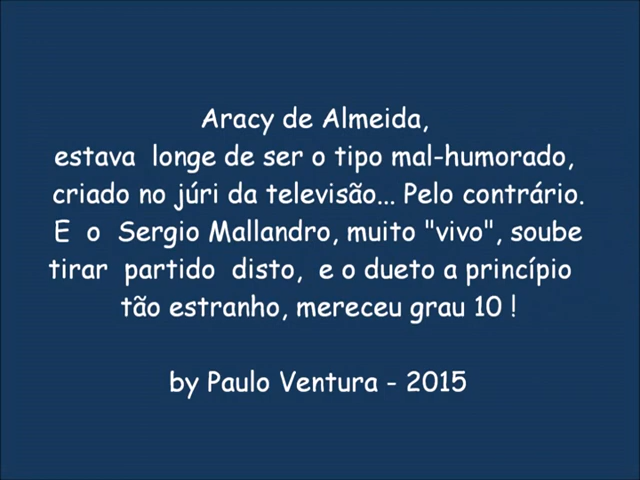 Aracy de Almeida,
estava longe de ser o tipo mal-humorado,
criado no júri da televisão... Pelo contrário.
E o Sergio Mallandro, muito "vivo", soube
tirar partido disto, e o dueto a princípio
tão estranho, mereceu grau 10 !
by Paulo Ventura - 2015